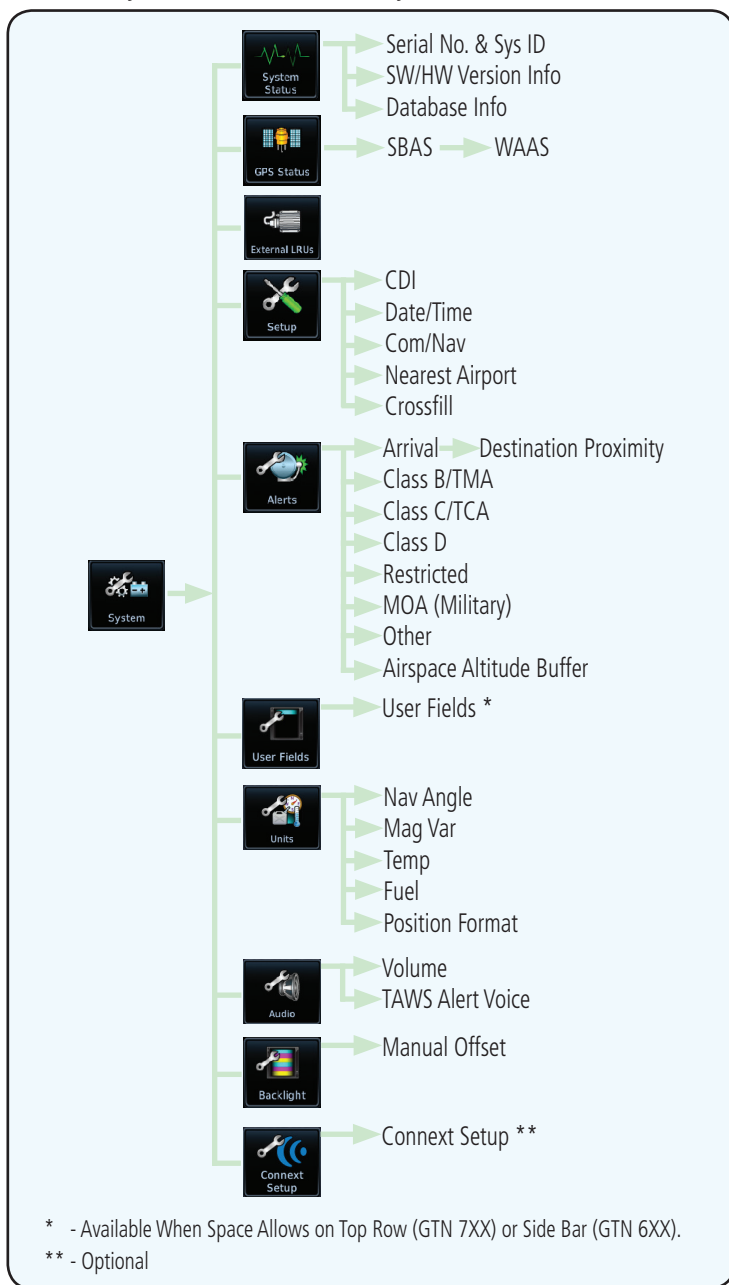 System
Status
Serial No. & Sys ID
SW/HW Version Info
Database Info
GPS Status
SBAS
WAAS
External LRUs
Setup
CDI
Date/Time
Com/Nav
Nearest Airport
Crossfill
Alerts
Arrival
Destination Proximity
Class B/TMA
Class C/TCA
Class D
Restricted
MOA (Military)
Other
Airspace Altitude Buffer
System
User Fields
User Fields *
Units
Nav Angle
Mag Var
Temp
Fuel
Position Format
Audio
Volume
TAWS Alert Voice
Backlight
Manual Offset
Connext
Setup
Connext Setup **
* - Available When Space Allows on Top Row (GTN 7XX) or Side Bar (GTN 6XX).
** - Optional